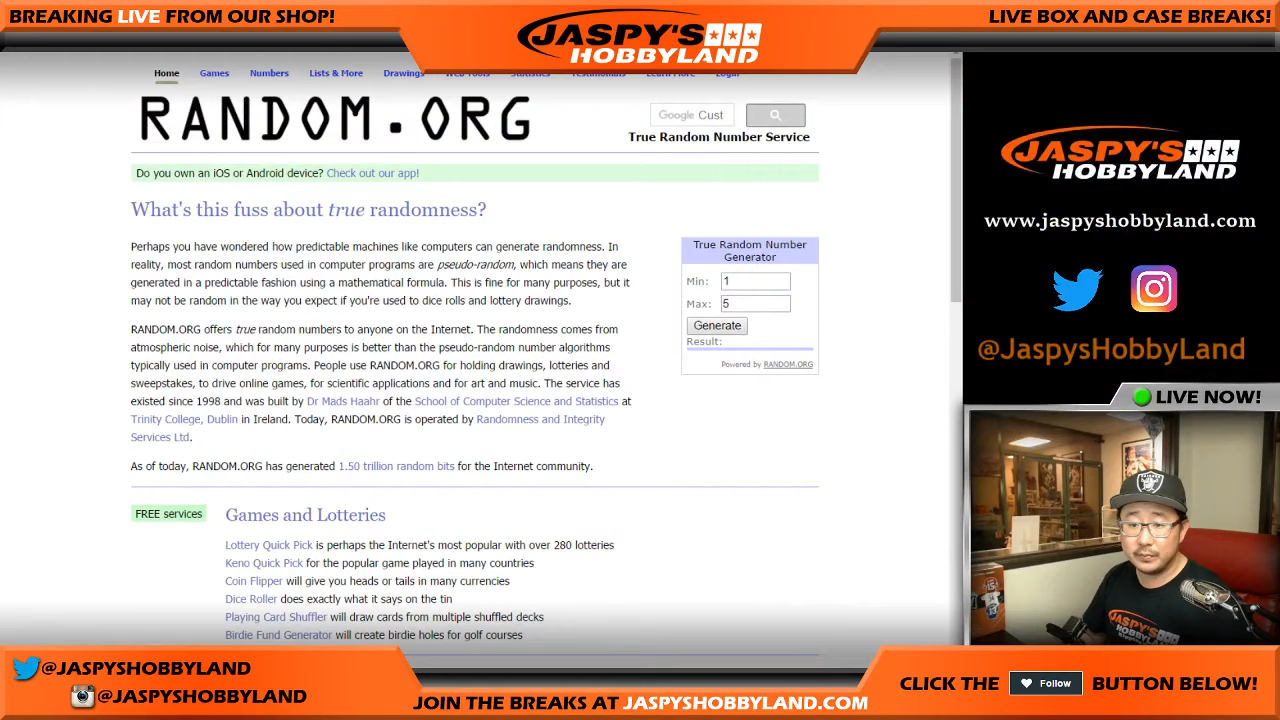 BREAKING LIVE FROM OUR SHOP!
JASPY'S
HOBBYLAND
LIVE BOX AND CASE BREAKS!
Home Games Numbers Lists & More Drawings Web Tools Statistics Testimonials Learn More Login
RANDOM.ORG
Google Cust
True Random Number Service
Do you own an iOS or Android device? Check out our app!
What's this fuss about true randomness?
Perhaps you have wondered how predictable machines like computers can generate randomness. In
reality, most random numbers used in computer programs are pseudo-random, which means they are
generated in a predictable fashion using a mathematical formula. This is fine for many purposes, but it
may not be random in the way you expect if you're used to dice rolls and lottery drawings.
RANDOM.ORG offers true random numbers to anyone on the Internet. The randomness comes from
atmospheric noise, which for many purposes is better than the pseudo-random number algorithms
typically used in computer programs. People use RANDOM.ORG for holding drawings, lotteries and
sweepstakes, to drive online games, for scientific applications and for art and music. The service has
existed since 1998 and was built by Dr Mads Haahr of the School of Computer Science and Statistics at
Trinity College, Dublin in Ireland. Today, RANDOM.ORG is operated by Randomness and Integrity
Services Ltd.
As of today, RANDOM.ORG has generated 1.50 trillion random bits for the Internet community.
True Random Number
Generator
Min: 1
Max: 5
Generate
Result:
Powered by RANDOM.ORG
FREE services
Games and Lotteries
Lottery Quick Pick is perhaps the Internet's most popular with over 280 lotteries
Keno Quick Pick for the popular game played in many countries
Coin Flipper will give you heads or tails in many currencies
Dice Roller does exactly what it says on the tin
Playing Card Shuffler will draw cards from multiple shuffled decks
Birdie Fund Generator will create birdie holes for golf courses
JASPY'S
HOBBYLAND
www.jaspyshobbyland.com
@JaspysHobbyLand
LIVE NOW!
JASPY'S
HOBBYLAND
@JASPYSHOBBYLAND
@JASPYSHOBBYLAND
JOIN THE BREAKS AT JASPYSHOBBYLAND.COM
CLICK THE Follow BUTTON BELOW!